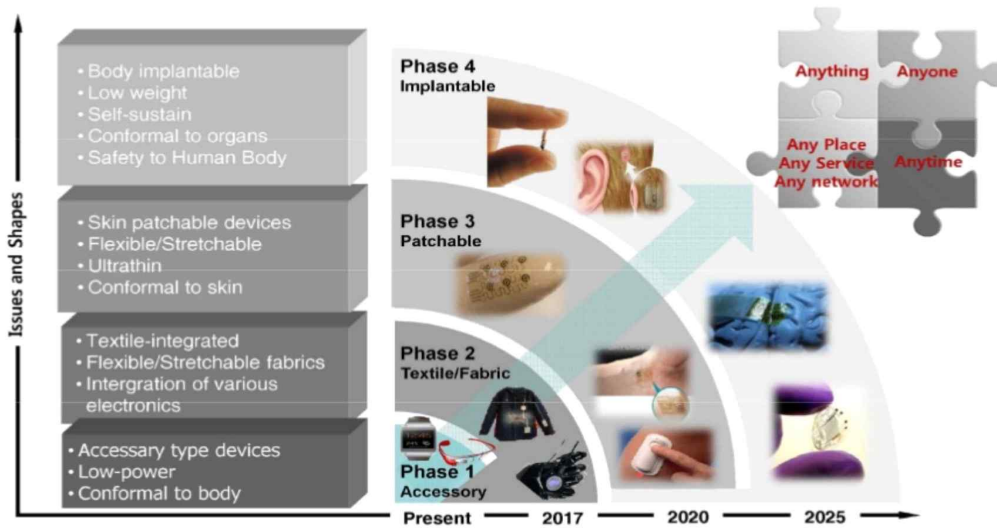 Issues and Shapes
• Body implantable
• Low weight
• Self-sustain
• Conformal to organs
• Safety to Human Body
• Skin patchable devices
• Flexible/Stretchable
• Ultrathin
• Conformal to skin
• Textile-integrated
• Flexible/Stretchable fabrics
• Intergration of various
electronics
• Accessary type devices
• Low-power
• Conformal to body
Phase 4
Implantable
Phase 3
Patchable
Phase 2
Textile/Fabric
Phase 1
Accessory
Anything
Anyone
Any Place
Any Service
Any network
Anytime
Present
2017
2020
2025